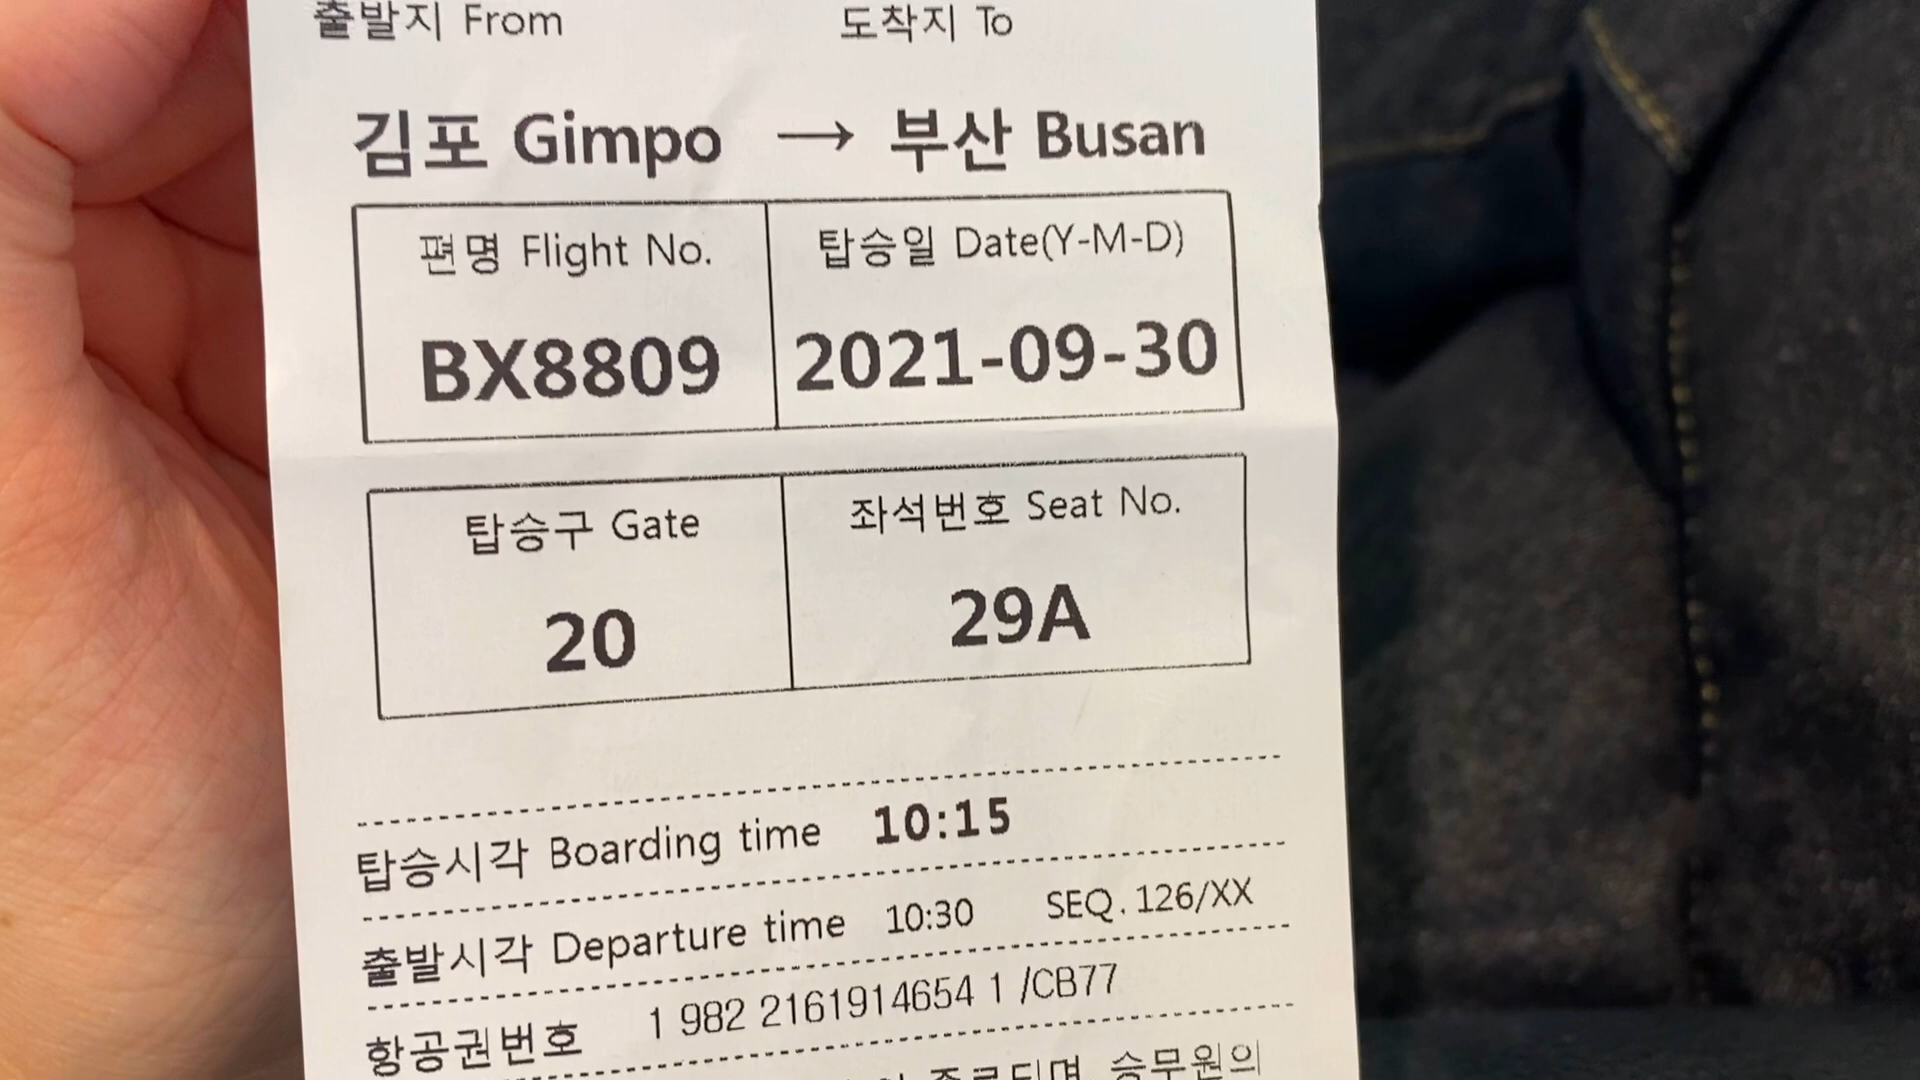 출발지 From 도착지 To
김포 Gimpo → 부산 Busan
편명 Flight No. 탑승일 Date(Y-M-D)
BX8809 2021-09-30
탑승구 Gate 좌석번호 Seat No.
20 29A
탑승시각 Boarding time 10:15
출발시각 Departure time 10:30 SEQ. 126/XX
항공권번호 1 982 2161914654 1 /CB77
승무원의